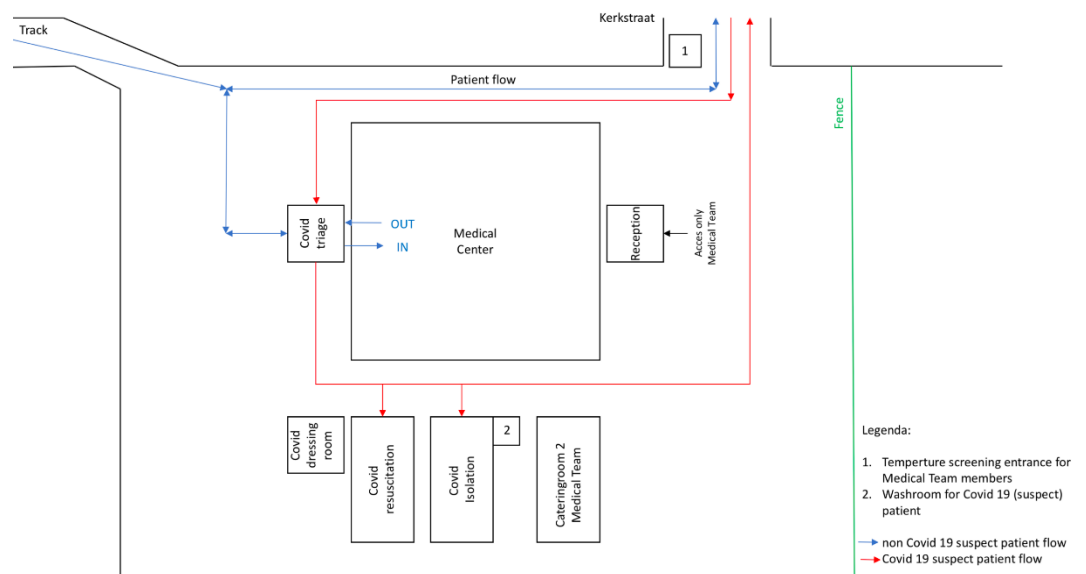 Track
Kerkstraat
1
Patient flow
Fence
Covid
triage
OUT
IN
Medical
Center
Reception
Acces only
Medical Team
Covid
dressing
room
Covid
resuscitation
Covid
Isolation
2
Cateringroom 2
Medical Team
Legenda:
1. Temperture screening entrance for
Medical Team members
2. Washroom for Covid 19 (suspect)
patient
non Covid 19 suspect patient flow
Covid 19 suspect patient flow